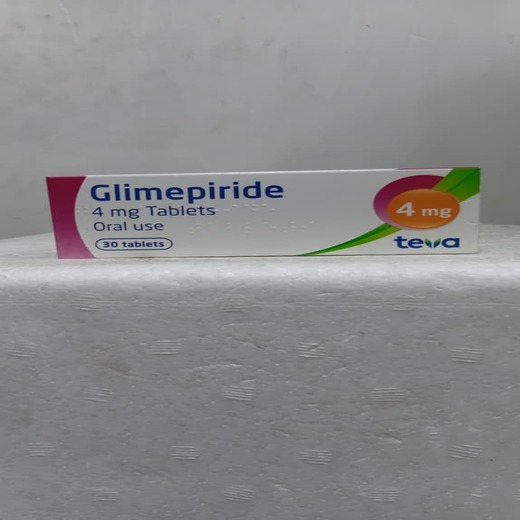 Glimepiride
4 mg Tablets
Oral use
30 tablets
4 mg
teva